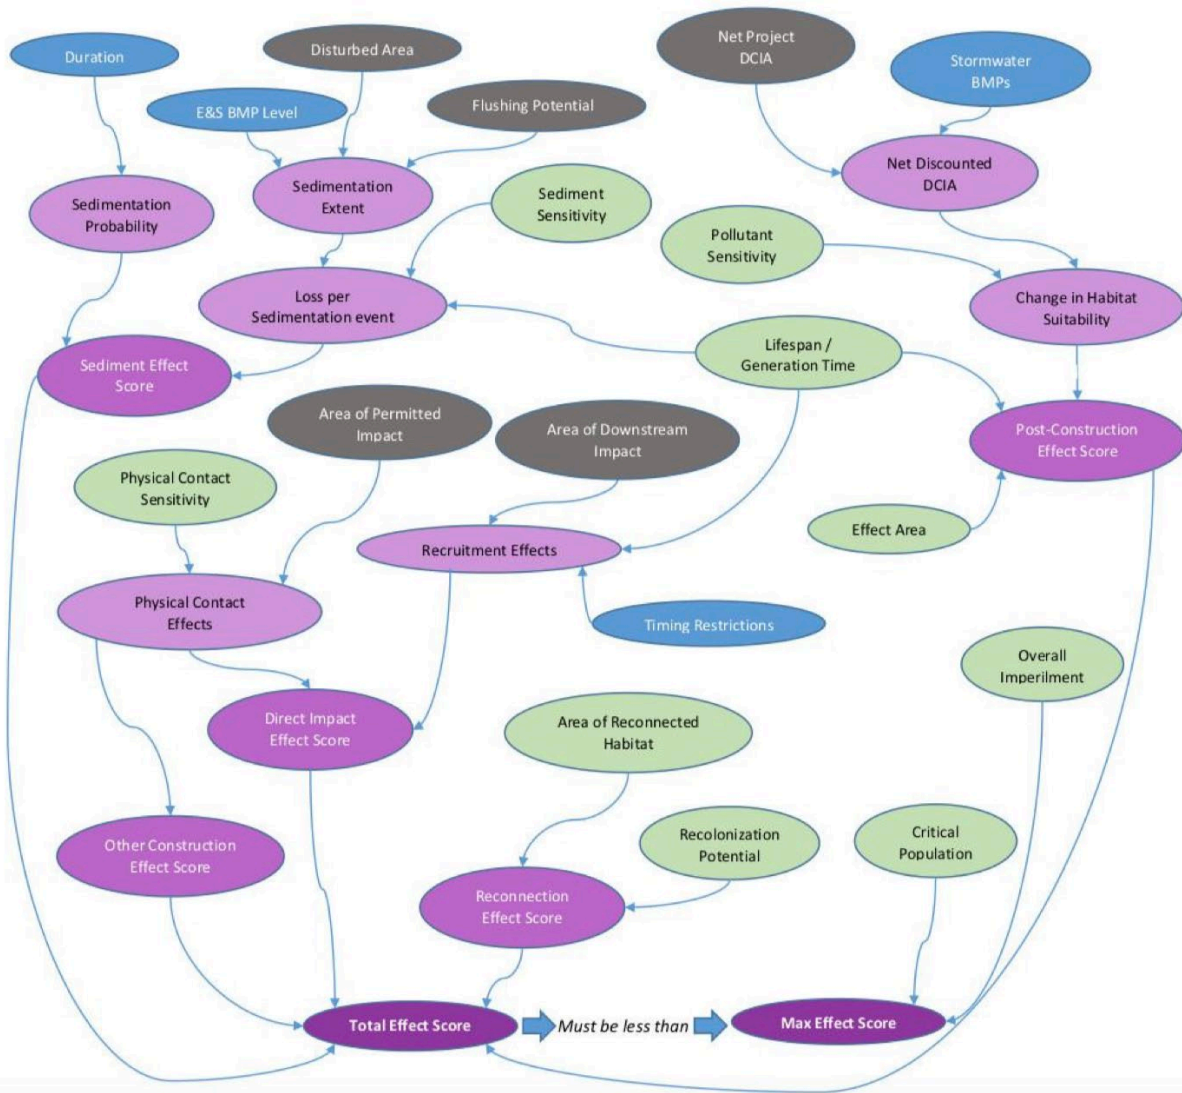 Duration
Disturbed Area
Net Project
DCIA
Stormwater
BMPs
E&S BMP Level
Flushing Potential
Sedimentation
Probability
Sedimentation
Extent
Sediment
Sensitivity
Net Discounted
DCIA
Pollutant
Sensitivity
Loss per
Sedimentation event
Change in Habitat
Suitability
Sediment Effect
Score
Lifespan /
Generation Time
Area of Permitted
Impact
Area of Downstream
Impact
Post-Construction
Effect Score
Physical Contact
Sensitivity
Effect Area
Recruitment Effects
Physical Contact
Effects
Timing Restrictions
Overall
Imperilment
Direct Impact
Effect Score
Area of Reconnected
Habitat
Other Construction
Effect Score
Recolonization
Potential
Critical
Population
Reconnection
Effect Score
Total Effect Score
Must be less than
Max Effect Score